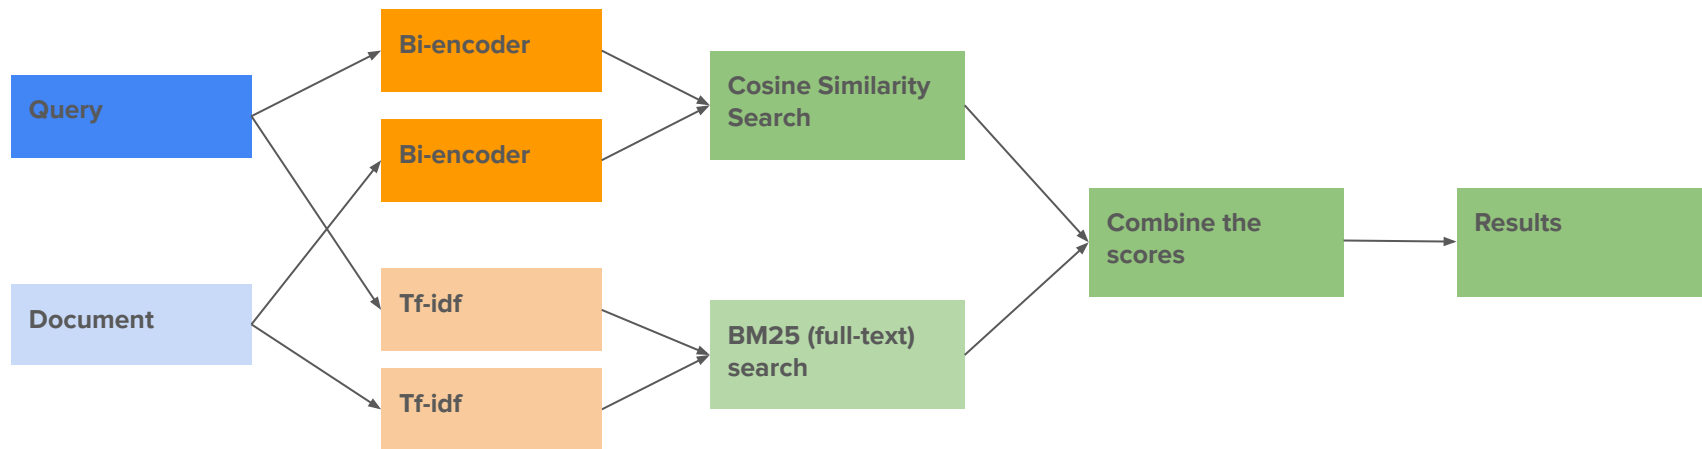 Query
Document
Bi-encoder
Bi-encoder
Tf-idf
Tf-idf
Cosine Similarity
Search
BM25 (full-text)
search
Combine the
scores
Results